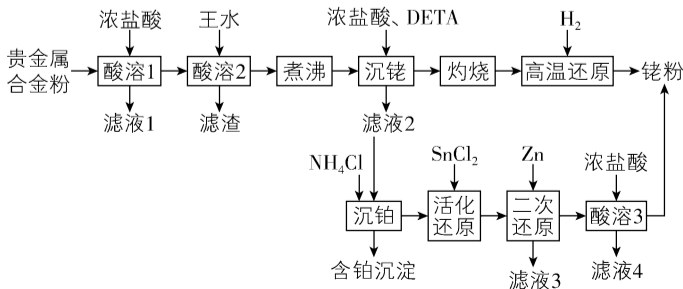 浓盐酸 王水 浓盐酸、DETA H₂
贵金属合金粉 酸溶1 酸溶2 煮沸 沉铑 灼烧 高温还原 铑粉
滤液1 滤渣 滤液2
NH₄Cl SnCl₂ Zn 浓盐酸
沉铂 活化还原 二次还原 酸溶3
含铂沉淀 滤液3 滤液4